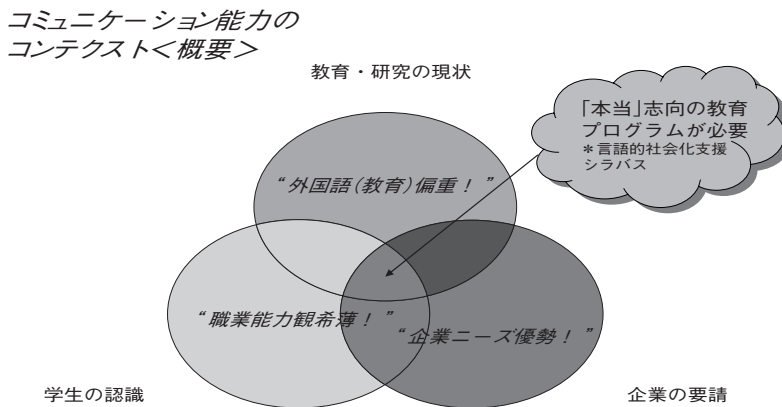 コミュニケーション能力の
コンテクスト＜概要＞
教育・研究の現状
「本当」志向の教育
プログラムが必要
＊言語的社会化支援
シラバス
“外国語（教育）偏重！”
“職業能力観希薄！”
“企業ニーズ優勢！”
学生の認識
企業の要請